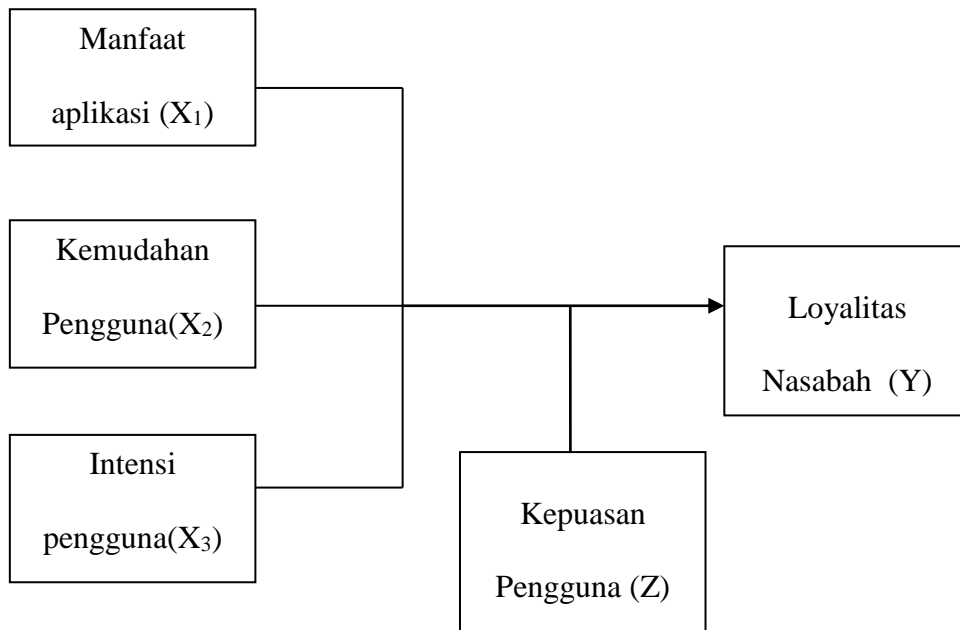 Manfaat
aplikasi (X₁)
Kemudahan
Pengguna(X₂)
Intensi
pengguna(X₃)
Loyalitas
Nasabah (Y)
Kepuasan
Pengguna (Z)